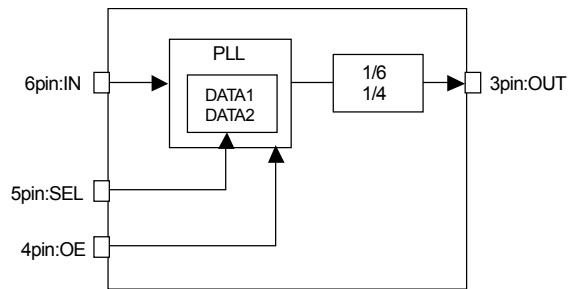 PLL
6pin:IN
DATA1
DATA2
1/6
1/4
3pin:OUT
5pin:SEL
4pin:OE